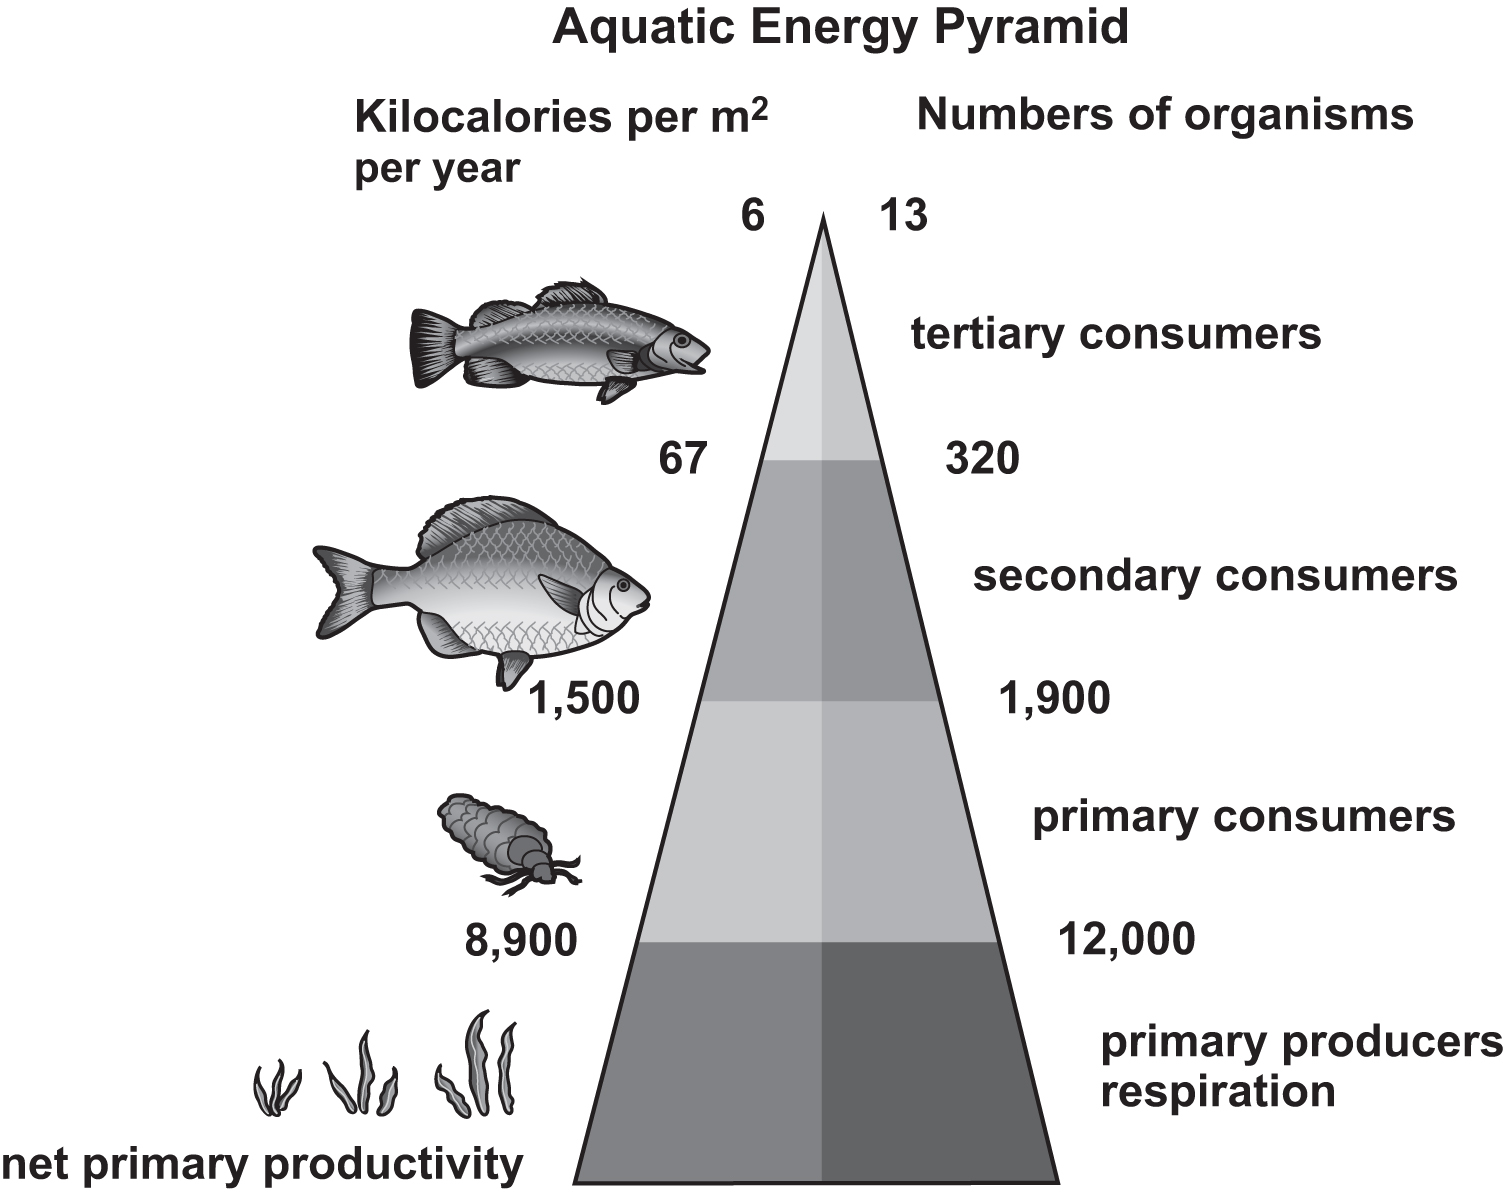 Aquatic Energy Pyramid
Kilocalories per m²
per year
Numbers of organisms
6
13
tertiary consumers
67
320
secondary consumers
1,500
1,900
primary consumers
8,900
12,000
primary producers
respiration
net primary productivity